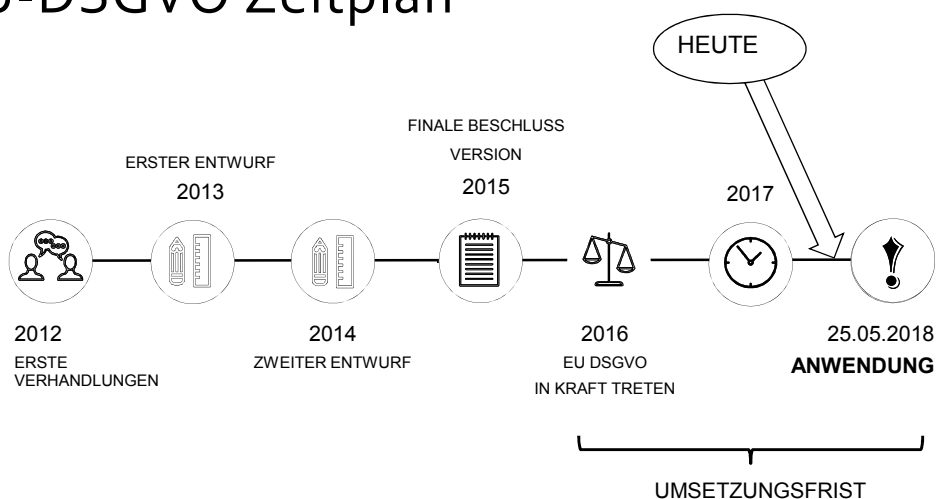 -DSGVO Zeitplan
HEUTE
FINALE BESCHLUSS
VERSION
2015
ERSTER ENTWURF
2013
2017
2012
ERSTE
VERHANDLUNGEN
2014
ZWEITER ENTWURF
2016
EU DSGVO
IN KRAFT TRETEN
25.05.2018
ANWENDUNG
UMSETZUNGSFRIST